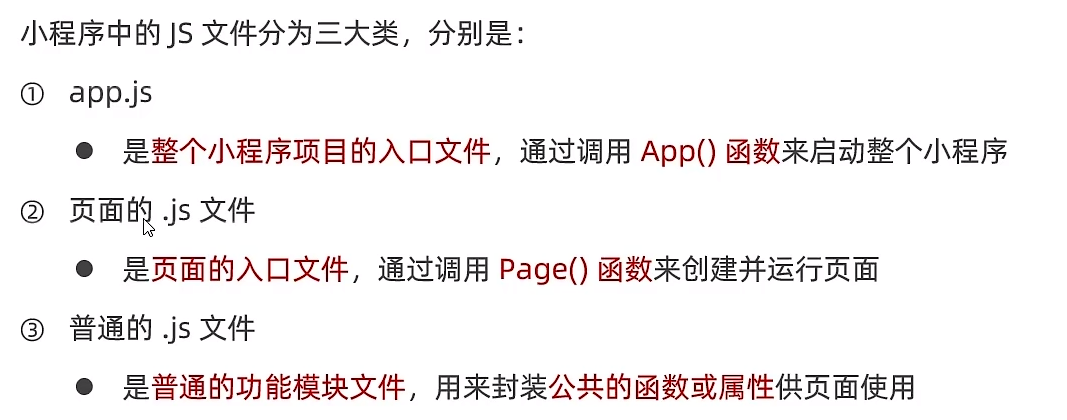 小程序中的 JS 文件分为三大类，分别是：
① app.js
● 是整个小程序项目的入口文件，通过调用 App() 函数来启动整个小程序
② 页面的 .js 文件
● 是页面的入口文件，通过调用 Page() 函数来创建并运行页面
③ 普通的 .js 文件
● 是普通的功能模块文件，用来封装公共的函数或属性供页面使用